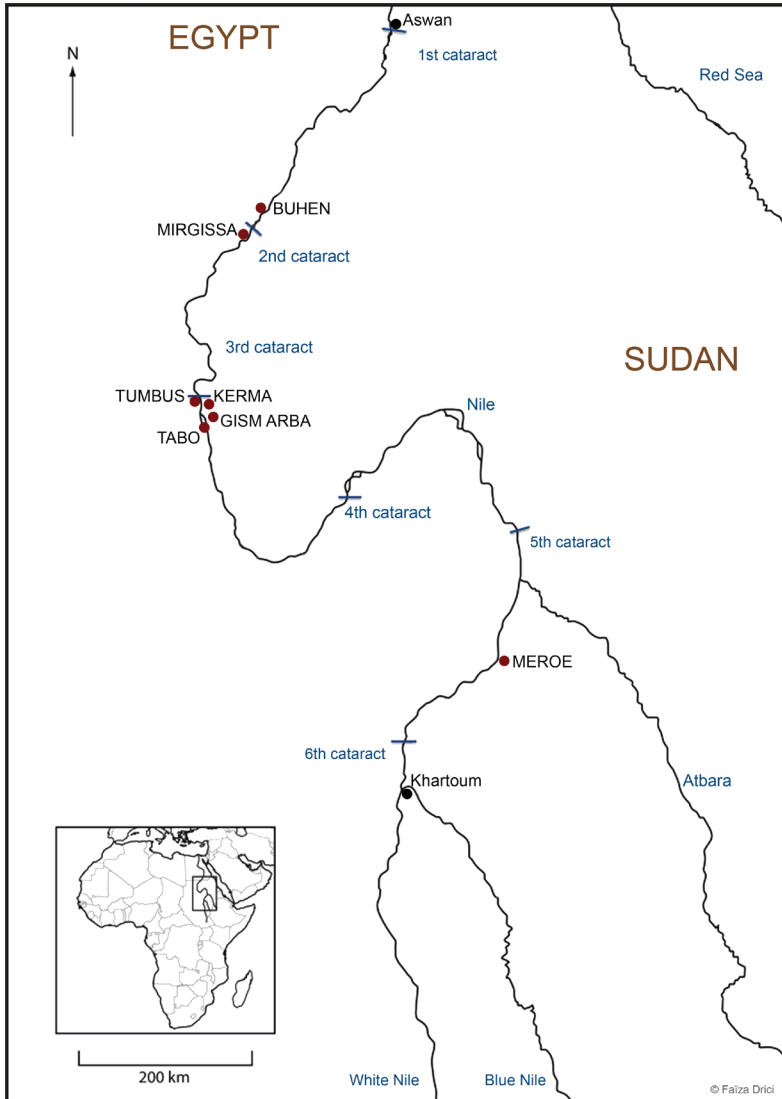 Aswan
EGYPT
1st cataract
N
Red Sea
BUHEN
MIRGISSA
2nd cataract
3rd cataract
SUDAN
TUMBUS
KERMA
Nile
GISM ARBA
TABO
4th cataract
5th cataract
MEROE
6th cataract
Khartoum
Atbara
200 km
White Nile
Blue Nile
© Faïza Drici